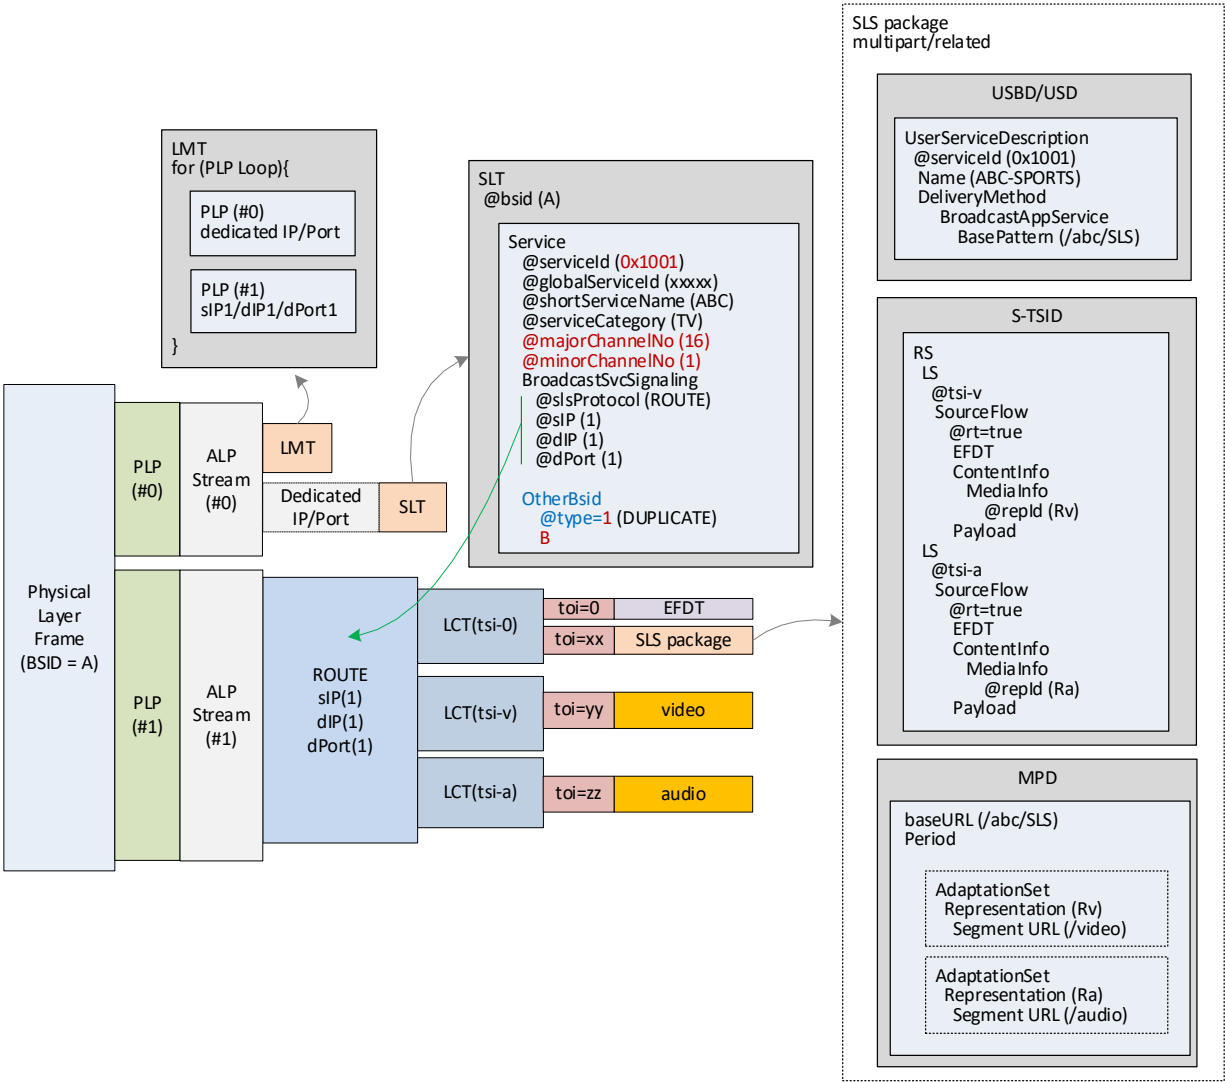 SLS package
multipart/related
USBD/USD
UserServiceDescription
@serviceId (0x1001)
Name (ABC-SPORTS)
DeliveryMethod
BroadcastAppService
BasePattern (/abc/SLS)
LMT
for (PLP Loop){
PLP (#0)
dedicated IP/Port
PLP (#1)
sIP1/dIP1/dPort1
}
SLT
@bsid (A)
Service
@serviceId (0x1001)
@globalServiceId (xxxxx)
@shortServiceName (ABC)
@serviceCategory (TV)
@majorChannelNo (16)
@minorChannelNo (1)
BroadcastSvcSignaling
@slsProtocol (ROUTE)
@sIP (1)
@dIP (1)
@dPort (1)
OtherBsid
@type=1 (DUPLICATE)
B
S-TSID
RS
LS
@tsi-v
SourceFlow
@rt=true
EFDT
ContentInfo
MediaInfo
@repId (Rv)
Payload
LS
@tsi-a
SourceFlow
@rt=true
EFDT
ContentInfo
MediaInfo
@repId (Ra)
Payload
Physical
Layer
Frame
(BSID = A)
PLP
(#0)
ALP
Stream
(#0)
LMT
Dedicated
IP/Port
SLT
PLP
(#1)
ALP
Stream
(#1)
ROUTE
sIP(1)
dIP(1)
dPort(1)
LCT(tsi-0)
toi=0
EFDT
toi=xx
SLS package
LCT(tsi-v)
toi=yy
video
LCT(tsi-a)
toi=zz
audio
MPD
baseURL (/abc/SLS)
Period
AdaptationSet
Representation (Rv)
Segment URL (/video)
AdaptationSet
Representation (Ra)
Segment URL (/audio)